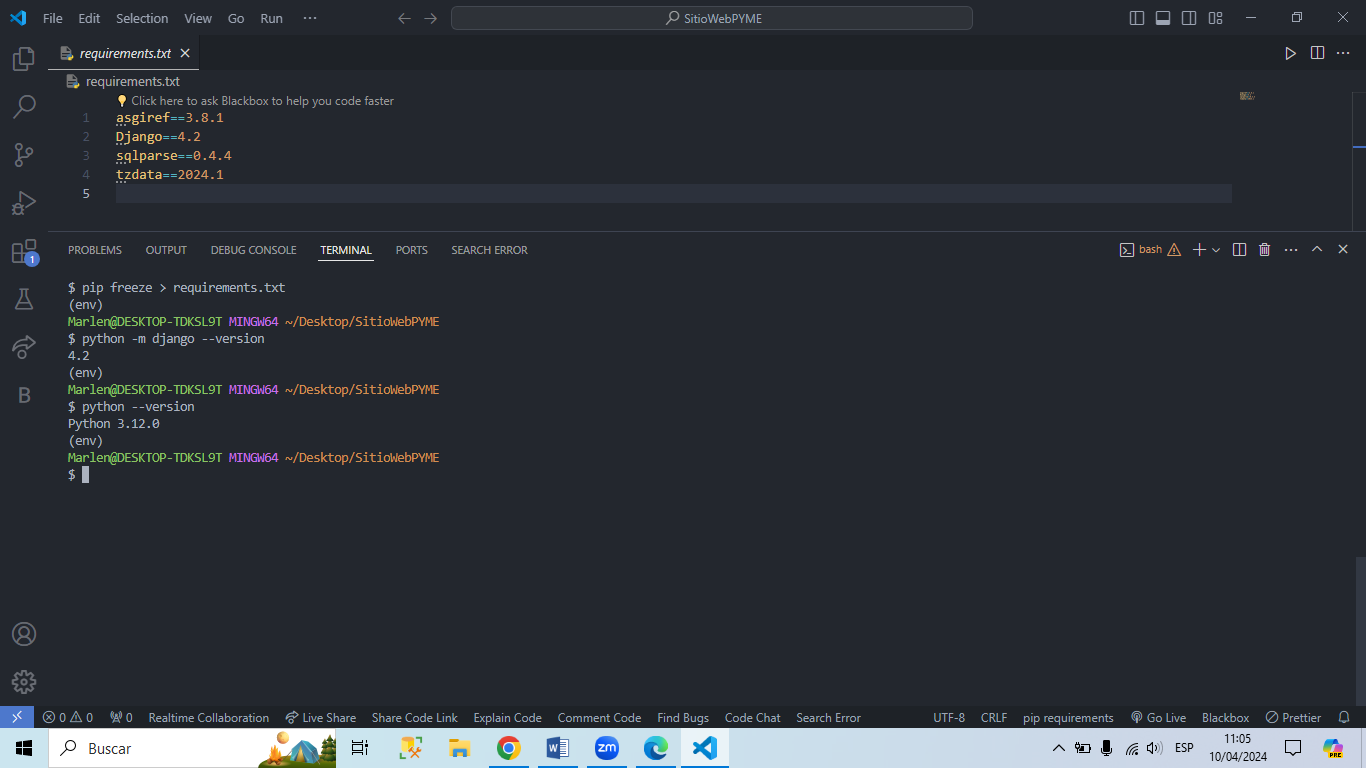 File Edit Selection View Go Run ··· SitioWebPYME
requirements.txt
requirements.txt
Click here to ask Blackbox to help you code faster
1 asgiref==3.8.1
2 Django==4.2
3 sqlparse==0.4.4
4 tzdata==2024.1
5
1
B
PROBLEMS OUTPUT DEBUG CONSOLE TERMINAL PORTS SEARCH ERROR bash
$ pip freeze > requirements.txt
(env)
Marlen@DESKTOP-TDKSL9T MINGW64 ~/Desktop/SitioWebPYME
$ python -m django --version
4.2
(env)
Marlen@DESKTOP-TDKSL9T MINGW64 ~/Desktop/SitioWebPYME
$ python --version
Python 3.12.0
(env)
Marlen@DESKTOP-TDKSL9T MINGW64 ~/Desktop/SitioWebPYME
$
0 0 0 Realtime Collaboration Live Share Share Code Link Explain Code Comment Code Find Bugs Code Chat Search Error UTF-8 CRLF pip requirements Go Live Blackbox Prettier
Buscar W zm ESP 11:05 PRE
10/04/2024